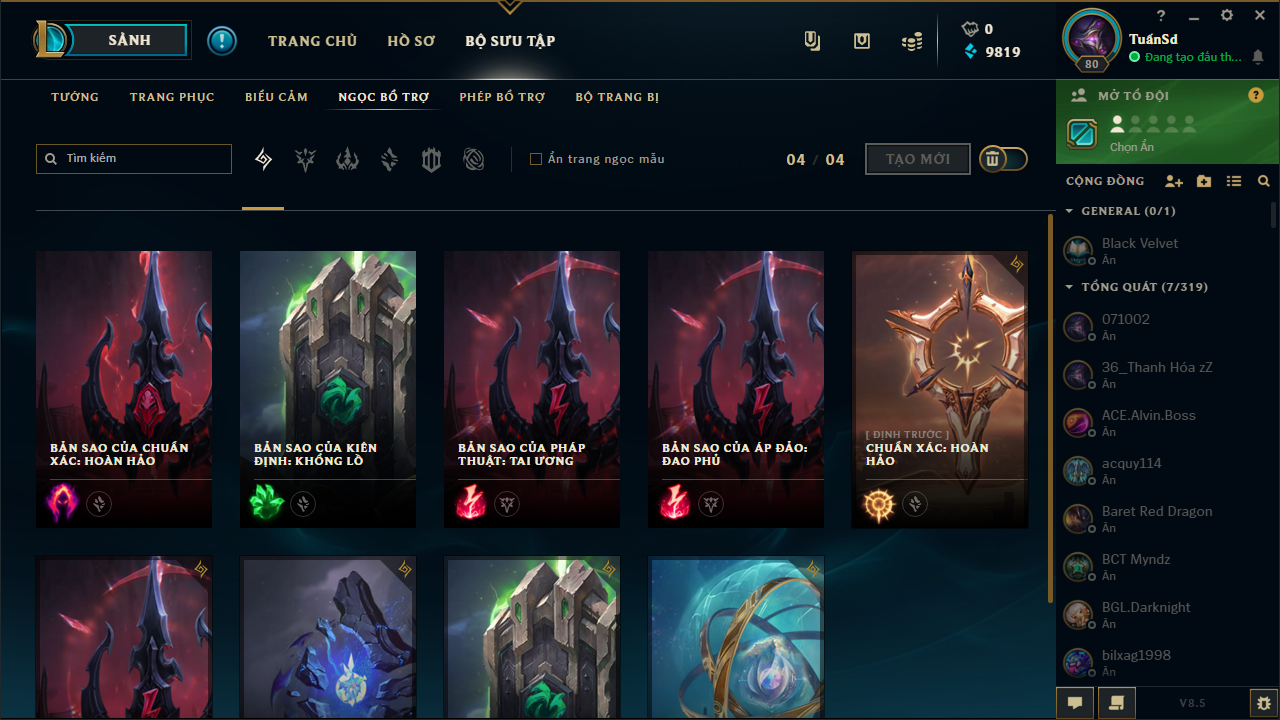 SẢNH
TRANG CHỦ
HỒ SƠ
BỘ SƯU TẬP
0
9819
?
80
TuấnSd
Đang tạo đấu th...
TƯỚNG
TRANG PHỤC
BIỂU CẢM
NGỌC BỔ TRỢ
PHÉP BỔ TRỢ
BỘ TRANG BỊ
MỞ TỔ ĐỘI
?
Chọn Ẩn
Tìm kiếm
Ẩn trang ngọc mẫu
04 / 04
TẠO MỚI
CỘNG ĐỒNG
GENERAL (0/1)
Black Velvet
Ẩn
TỔNG QUÁT (7/319)
071002
Ẩn
36_Thanh Hóa zZ
Ẩn
ACE.Alvin.Boss
Ẩn
acquy114
Ẩn
Baret Red Dragon
Ẩn
BCT Myndz
Ẩn
BGL.Darknight
Ẩn
bilxag1998
Ẩn
V8.5
BẢN SAO CỦA CHUẨN
XÁC: HOÀN HẢO
BẢN SAO CỦA KIÊN
ĐỊNH: KHỔNG LỒ
BẢN SAO CỦA PHÁP
THUẬT: TAI ƯƠNG
BẢN SAO CỦA ÁP ĐẢO:
ĐAO PHỦ
[ ĐỊNH TRƯỚC ]
CHUẨN XÁC: HOÀN
HẢO